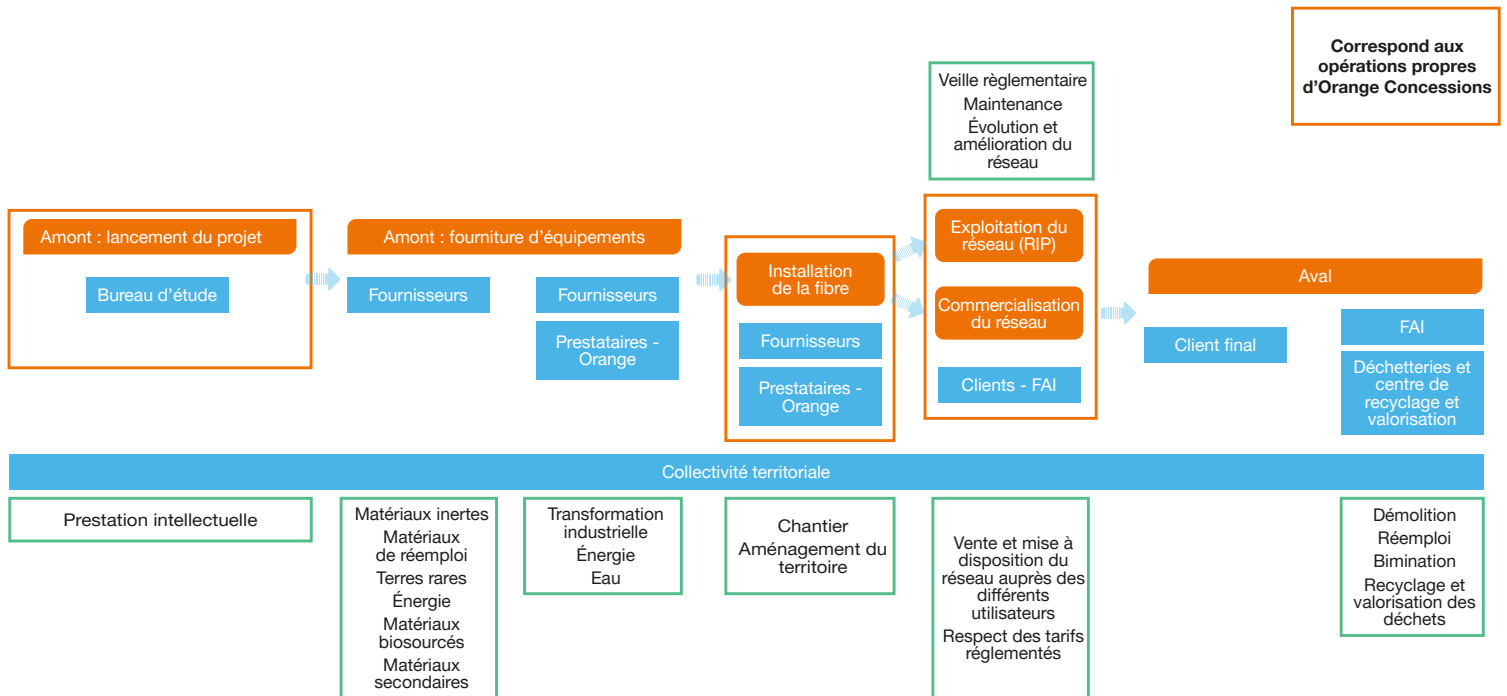 Correspond aux
opérations propres
d'Orange Concessions
Veille règlementaire
Maintenance
Évolution et
amélioration du
réseau
Amont : lancement du projet
Bureau d'étude
Amont : fourniture d'équipements
Fournisseurs
Fournisseurs
Prestataires -
Orange
Installation
de la fibre
Fournisseurs
Prestataires -
Orange
Exploitation du
réseau (RIP)
Commercialisation
du réseau
Clients - FAI
Aval
Client final
FAI
Déchetteries et
centre de
recyclage et
valorisation
Collectivité territoriale
Prestation intellectuelle
Matériaux inertes
Matériaux
de réemploi
Terres rares
Énergie
Matériaux
biosourcés
Matériaux
secondaires
Transformation
industrielle
Énergie
Eau
Chantier
Aménagement du
territoire
Vente et mise à
disposition du
réseau auprès des
différents
utilisateurs
Respect des tarifs
réglementés
Démolition
Réemploi
Bimination
Recyclage et
valorisation des
déchets